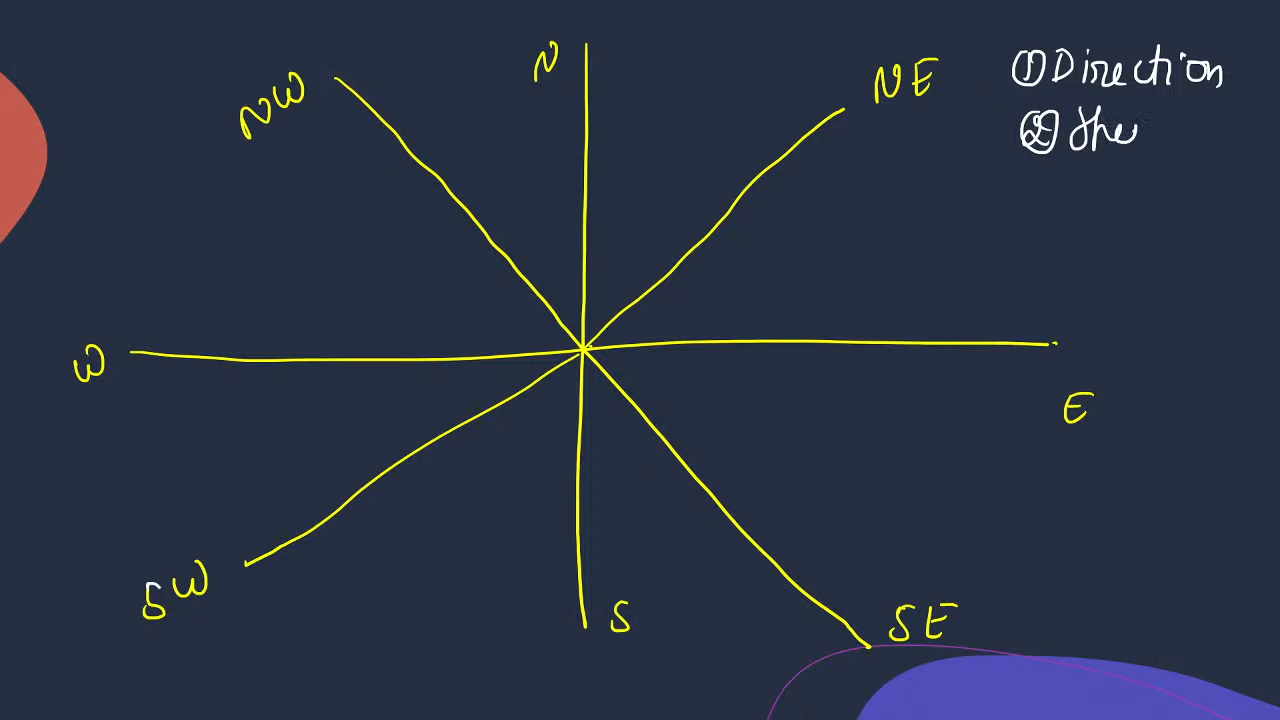 N
NE
NW
① Direction
② The
W
E
SW
S
SE